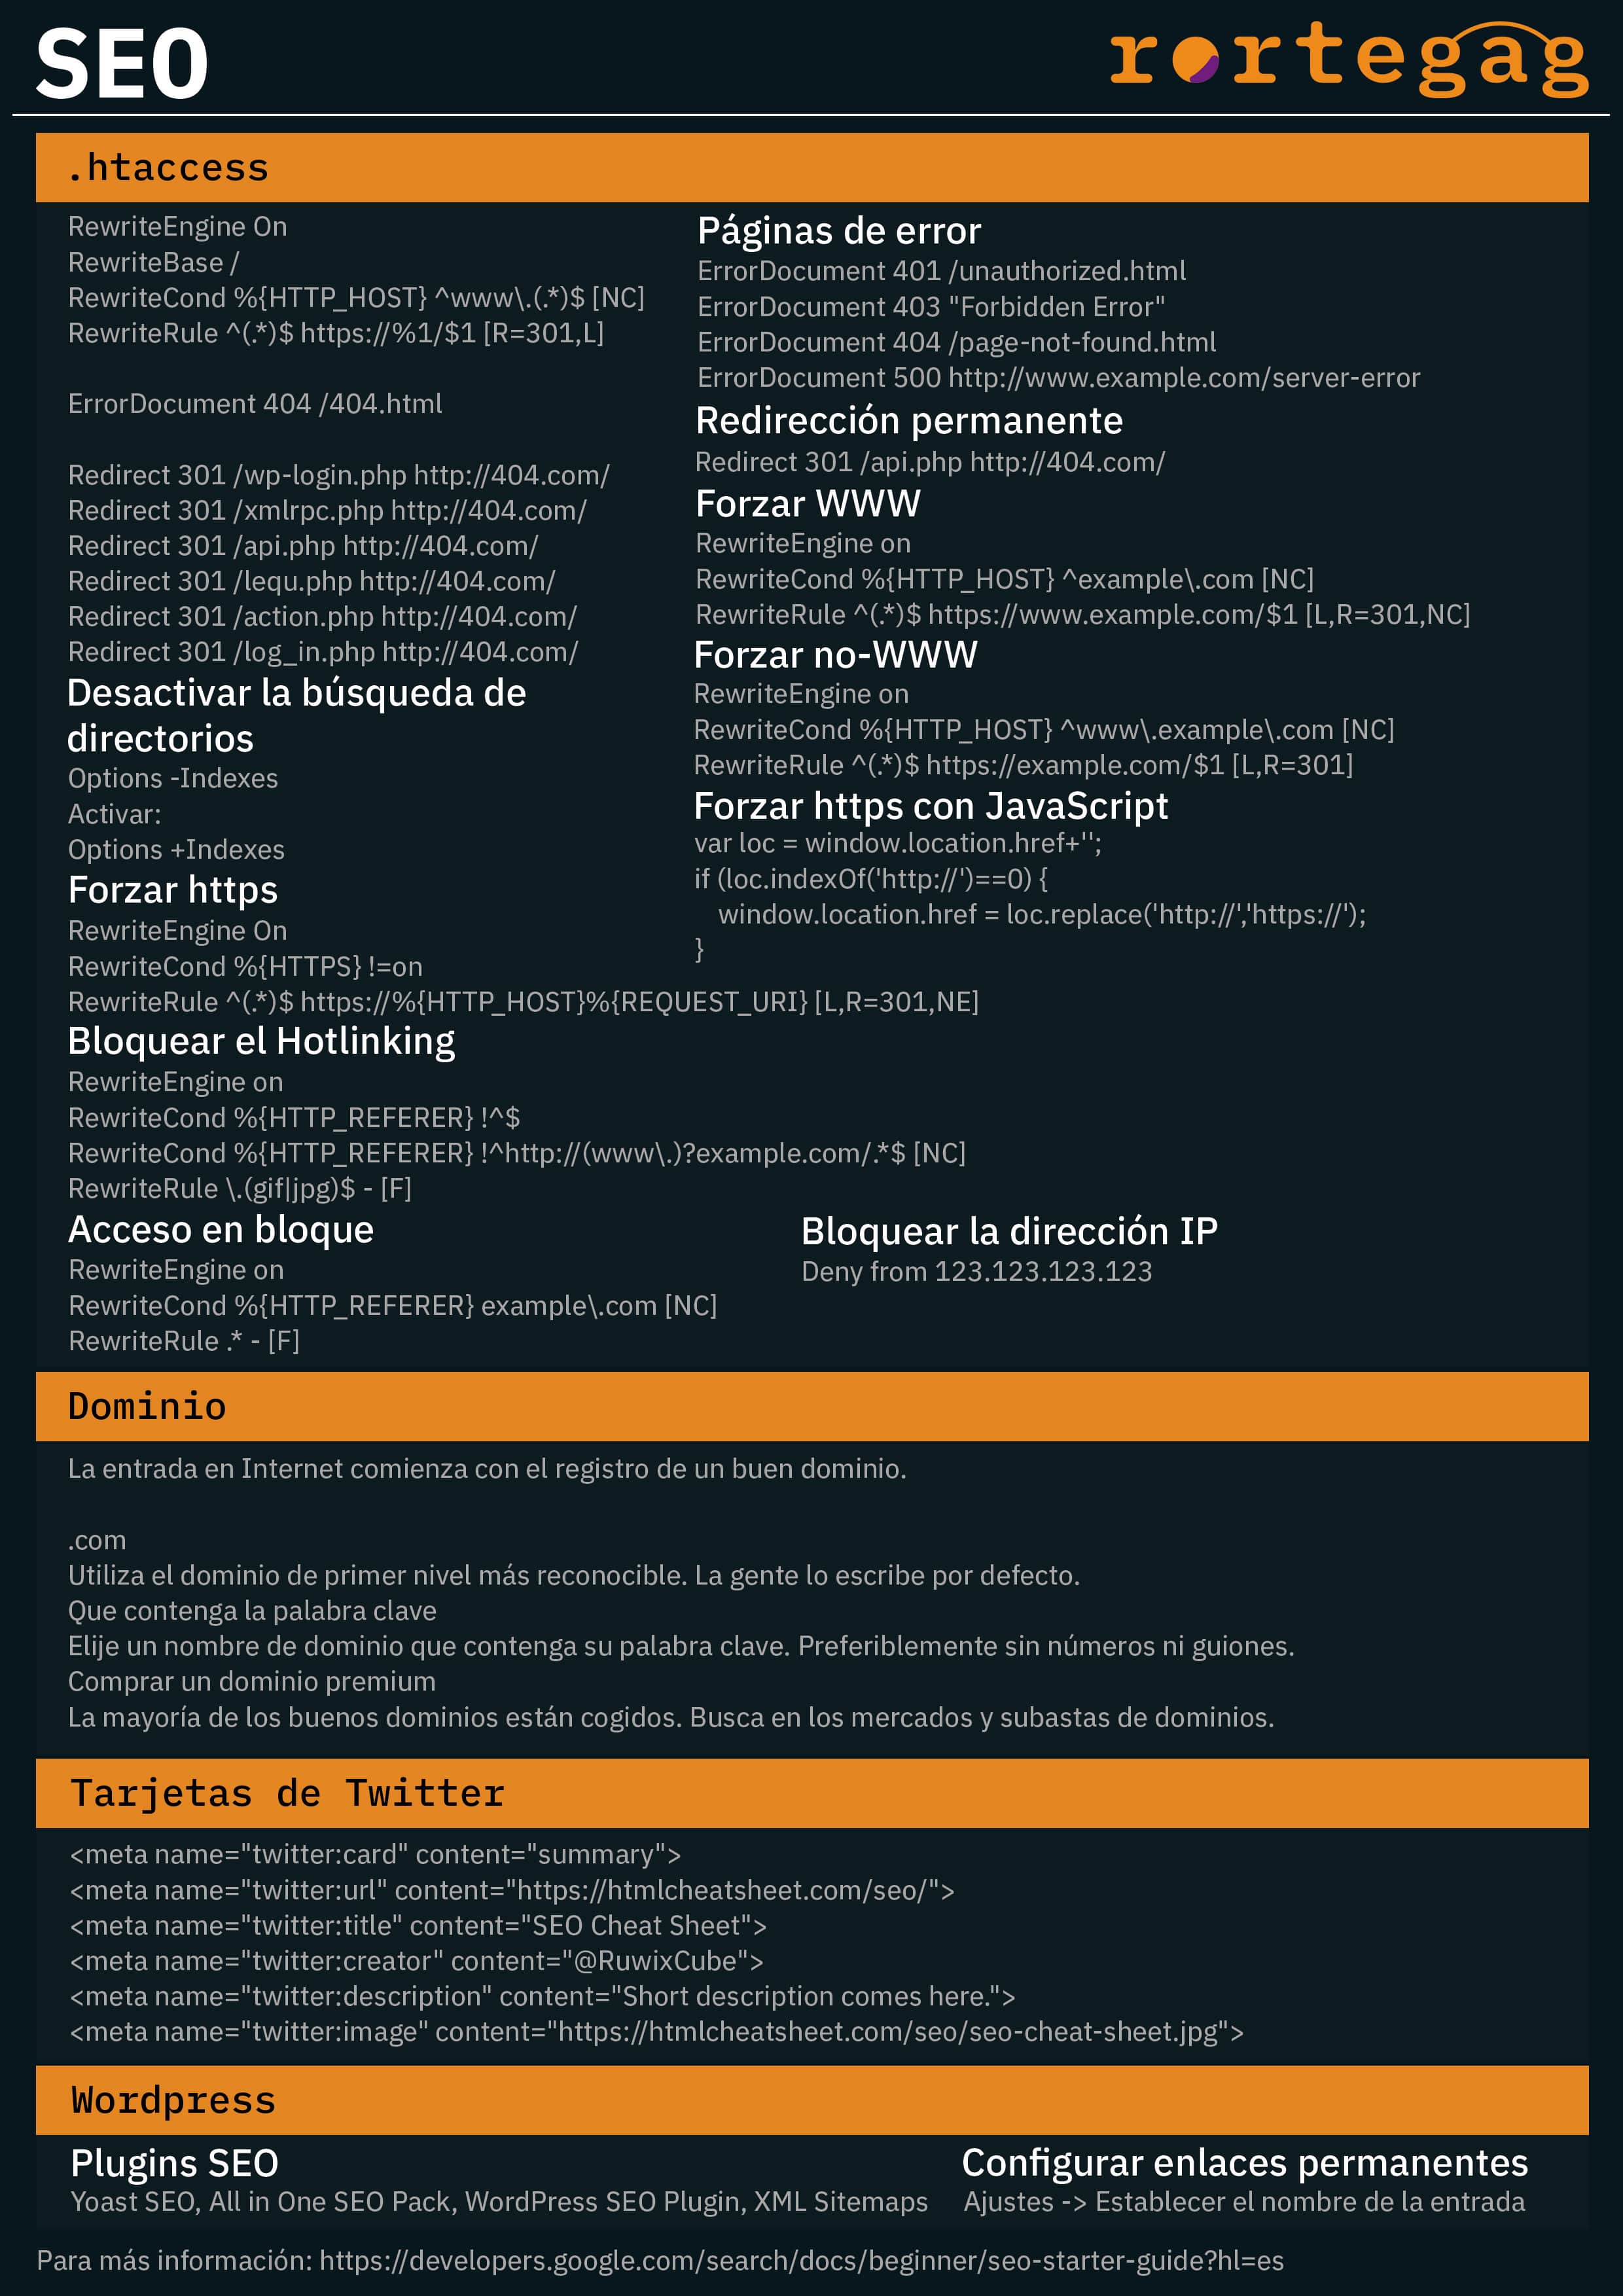 SEO
rortegag
.htaccess
RewriteEngine On
RewriteBase /
RewriteCond %{HTTP_HOST} ^www\.(.*)$ [NC]
RewriteRule ^(.*)$ https://%1/$1 [R=301,L]
ErrorDocument 404 /404.html
Redirect 301 /wp-login.php http://404.com/
Redirect 301 /xmlrpc.php http://404.com/
Redirect 301 /api.php http://404.com/
Redirect 301 /lequ.php http://404.com/
Redirect 301 /action.php http://404.com/
Redirect 301 /log_in.php http://404.com/
Desactivar la búsqueda de
directorios
Options -Indexes
Activar:
Options +Indexes
Forzar https
RewriteEngine On
RewriteCond %{HTTPS} !=on
RewriteRule ^(.*)$ https://%{HTTP_HOST}%{REQUEST_URI} [L,R=301,NE]
Bloquear el Hotlinking
RewriteEngine on
RewriteCond %{HTTP_REFERER} !^$
RewriteCond %{HTTP_REFERER} !^http://(www\.)?example.com/.*$ [NC]
RewriteRule \.(gif|jpg)$ - [F]
Acceso en bloque
RewriteEngine on
RewriteCond %{HTTP_REFERER} example\.com [NC]
RewriteRule .* - [F]
Páginas de error
ErrorDocument 401 /unauthorized.html
ErrorDocument 403 "Forbidden Error"
ErrorDocument 404 /page-not-found.html
ErrorDocument 500 http://www.example.com/server-error
Redirección permanente
Redirect 301 /api.php http://404.com/
Forzar WWW
RewriteEngine on
RewriteCond %{HTTP_HOST} ^example\.com [NC]
RewriteRule ^(.*)$ https://www.example.com/$1 [L,R=301,NC]
Forzar no-WWW
RewriteEngine on
RewriteCond %{HTTP_HOST} ^www\.example\.com [NC]
RewriteRule ^(.*)$ https://example.com/$1 [L,R=301]
Forzar https con JavaScript
var loc = window.location.href+'';
if (loc.indexOf('http://')==0) {
window.location.href = loc.replace('http://','https://');
}
Bloquear la dirección IP
Deny from 123.123.123.123
Dominio
La entrada en Internet comienza con el registro de un buen dominio.
.com
Utiliza el dominio de primer nivel más reconocible. La gente lo escribe por defecto.
Que contenga la palabra clave
Elije un nombre de dominio que contenga su palabra clave. Preferiblemente sin números ni guiones.
Comprar un dominio premium
La mayoría de los buenos dominios están cogidos. Busca en los mercados y subastas de dominios.
Tarjetas de Twitter
<meta name="twitter:card" content="summary">
<meta name="twitter:url" content="https://htmlcheatsheet.com/seo/">
<meta name="twitter:title" content="SEO Cheat Sheet">
<meta name="twitter:creator" content="@RuwixCube">
<meta name="twitter:description" content="Short description comes here.">
<meta name="twitter:image" content="https://htmlcheatsheet.com/seo/seo-cheat-sheet.jpg">
Wordpress
Plugins SEO
Yoast SEO, All in One SEO Pack, WordPress SEO Plugin, XML Sitemaps
Configurar enlaces permanentes
Ajustes -> Establecer el nombre de la entrada
Para más información: https://developers.google.com/search/docs/beginner/seo-starter-guide?hl=es